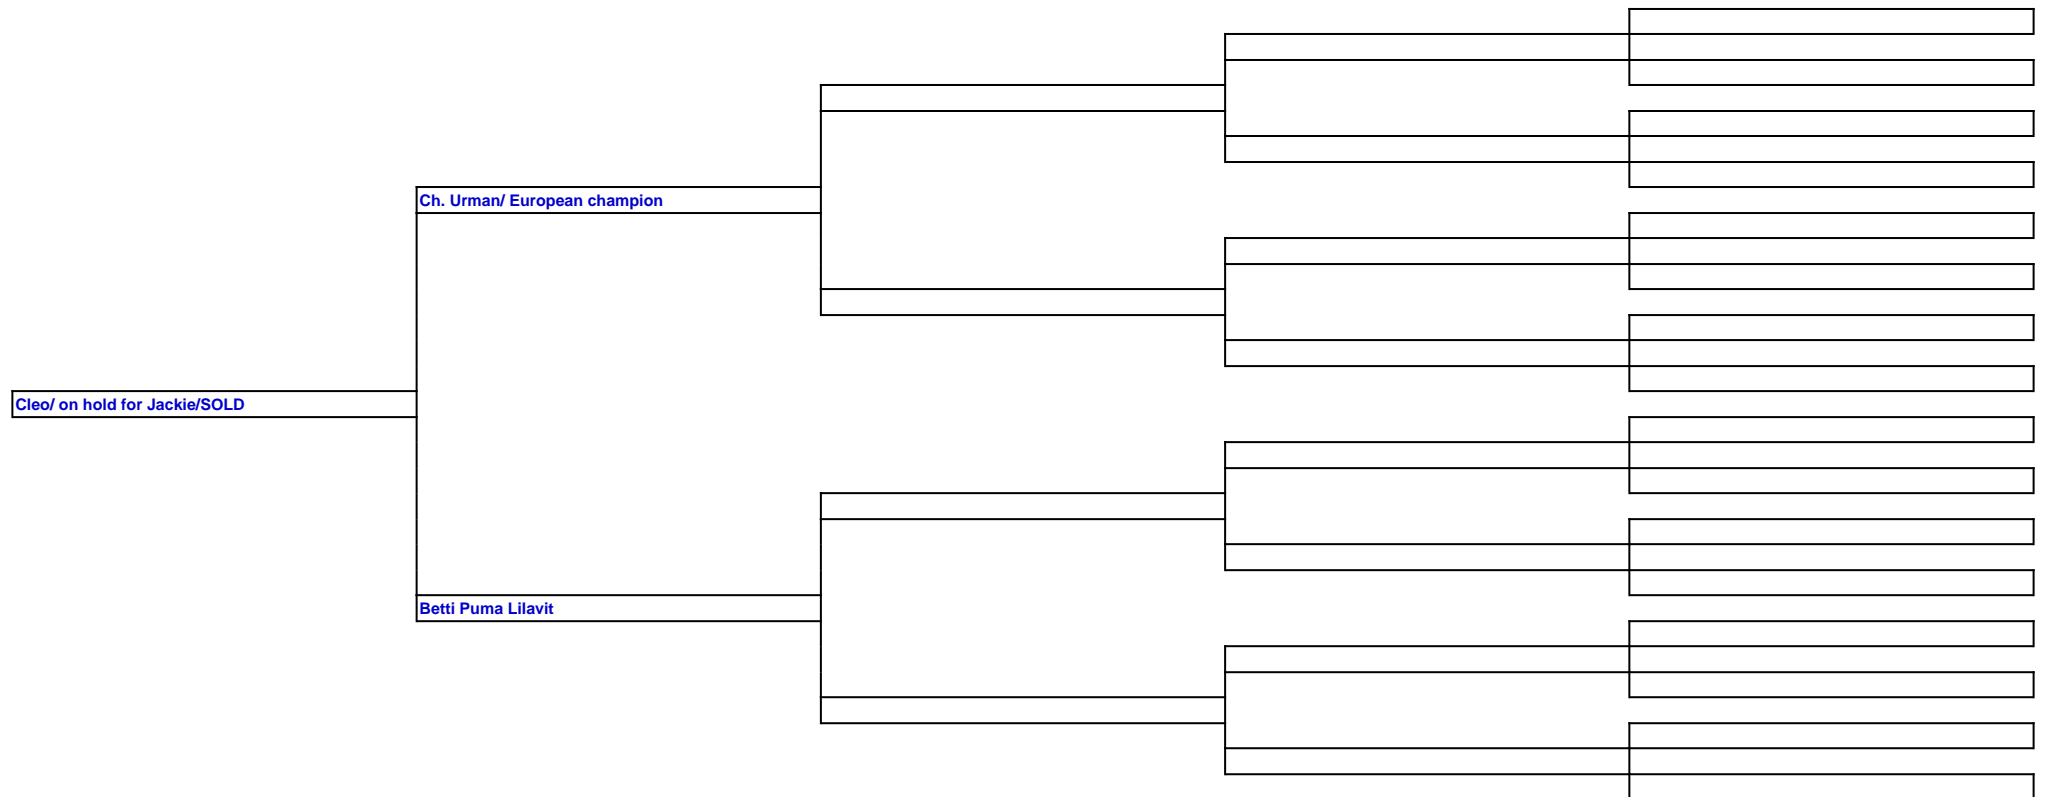 Ch. Urman/ European champion
Cleo/ on hold for Jackie/SOLD
Betti Puma Lilavit